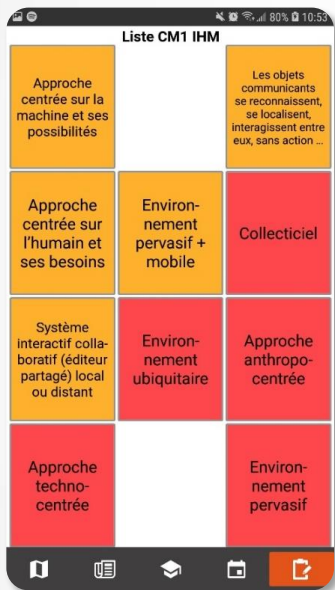 80% 10:53
Liste CM1 IHM
Approche
centrée sur la
machine et ses
possibilités
Les objets
communicants
se reconnaissent,
se localisent,
interagissent entre
eux, sans action ...
Approche
centrée sur
l'humain et
ses besoins
Environ-
nement
pervasif +
mobile
Collecticiel
Système
interactif colla-
boratif (éditeur
partagé) local
ou distant
Environ-
nement
ubiquitaire
Approche
anthropo-
centrée
Approche
techno-
centrée
Environ-
nement
pervasif